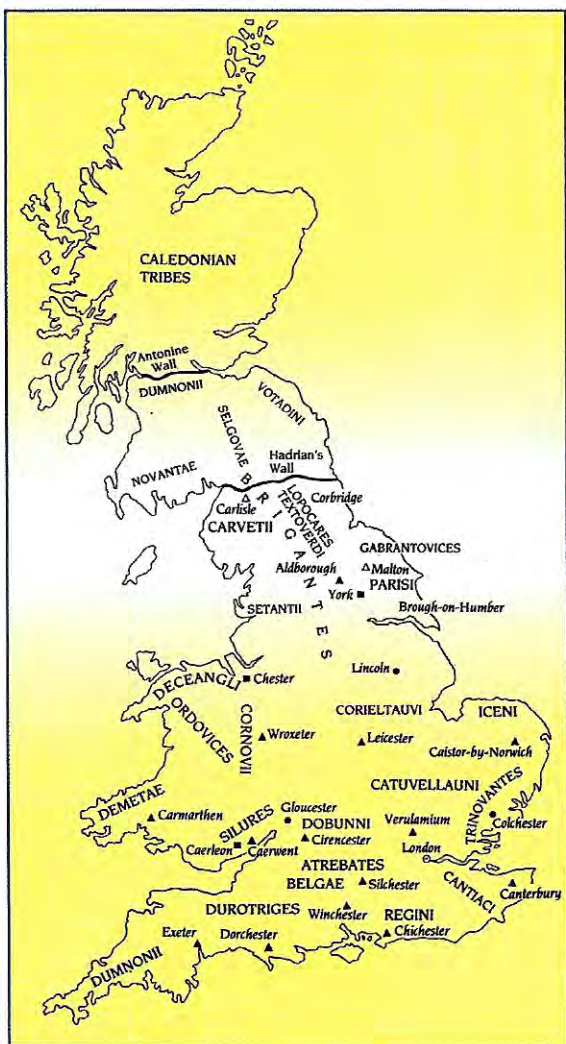 CALEDONIAN
TRIBES
Antonine
Wall
DUMNONII
VOTADINI
SELGOVAE
NOVANTAE
Hadrian's
Wall
BRIGANTES
LOPOCARES
TEXTOVERDI
Corbridge
Carlisle
CARVETII
GABRANTOVICES
Aldborough
Malton
PARISI
York
SETANTII
Brough-on-Humber
Lincoln
DECEANGLI
Chester
ORDOVICES
CORNOVII
CORIELTAUVI
ICENI
Wroxeter
Leicester
Caistor-by-Norwich
CATUVELLAUNI
TRINOVANTES
DEMETAE
Carmarthen
SILURES
Gloucester
DOBUNNI
Verulamium
Colchester
Caerleon
Caerwent
Cirencester
London
ATREBATES
BELGAE
Silchester
CANTIACI
Canterbury
DUROTRIGES
Winchester
REGINI
Exeter
Dorchester
Chichester
DUMNONII